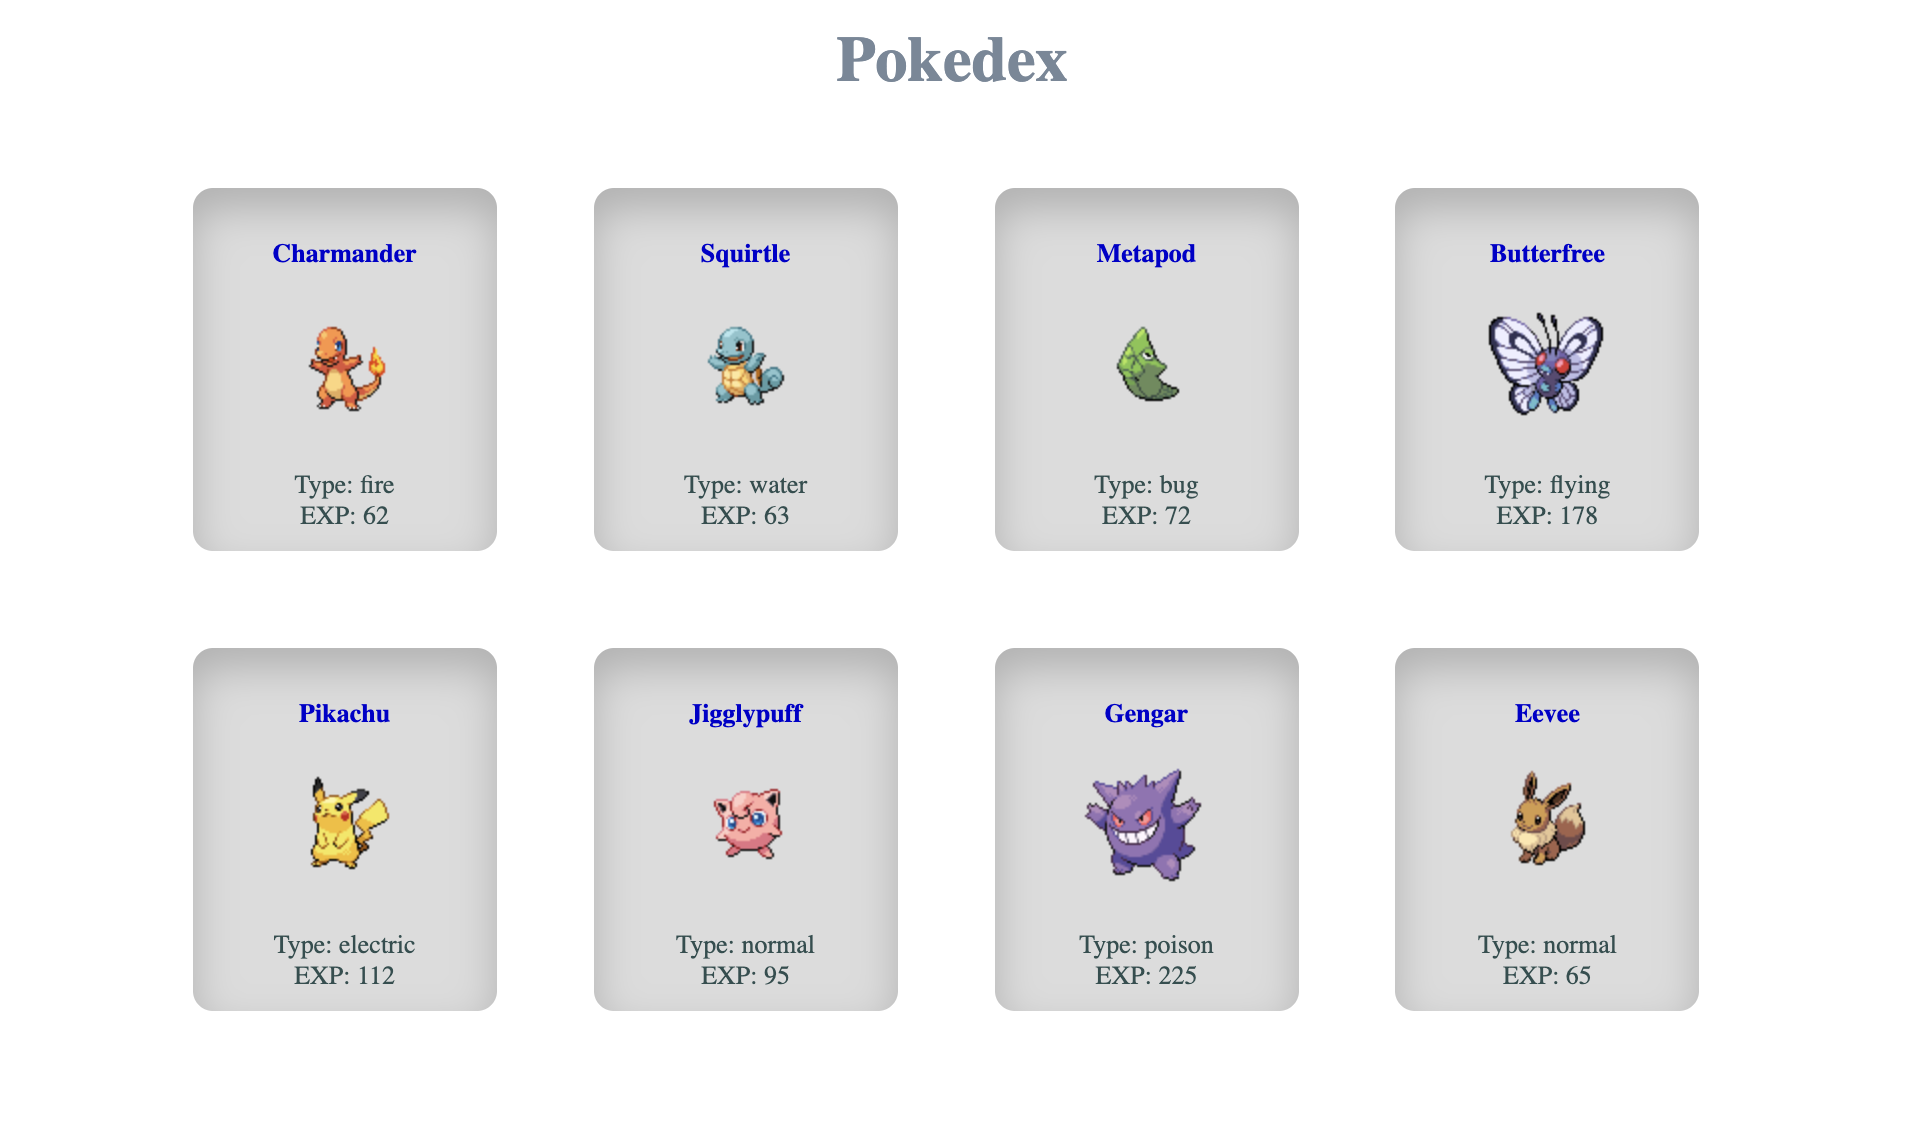 Pokedex
Charmander
Type: fire
EXP: 62
Squirtle
Type: water
EXP: 63
Metapod
Type: bug
EXP: 72
Butterfree
Type: flying
EXP: 178
Pikachu
Type: electric
EXP: 112
Jigglypuff
Type: normal
EXP: 95
Gengar
Type: poison
EXP: 225
Eevee
Type: normal
EXP: 65